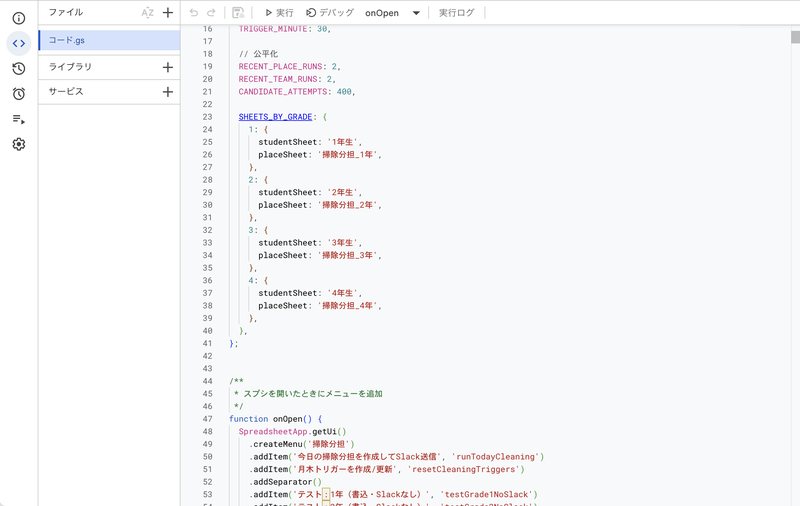 ファイル
AZ
実行
デバッグ
onOpen
実行ログ
コード.gs
ライブラリ
サービス
16 TRIGGER_MINUTE: 30,
17
18 // 公平化
19 RECENT_PLACE_RUNS: 2,
20 RECENT_TEAM_RUNS: 2,
21 CANDIDATE_ATTEMPTS: 400,
22
23 SHEETS_BY_GRADE: {
24 1: {
25 studentSheet: '1年生',
26 placeSheet: '掃除分担_1年',
27 },
28 2: {
29 studentSheet: '2年生',
30 placeSheet: '掃除分担_2年',
31 },
32 3: {
33 studentSheet: '3年生',
34 placeSheet: '掃除分担_3年',
35 },
36 4: {
37 studentSheet: '4年生',
38 placeSheet: '掃除分担_4年',
39 },
40 },
41 };
42
43
44 /**
45 * スプシを開いたときにメニューを追加
46 */
47 function onOpen() {
48 SpreadsheetApp.getUi()
49 .createMenu('掃除分担')
50 .addItem('今日の掃除分担を作成してSlack送信', 'runTodayCleaning')
51 .addItem('月木トリガーを作成/更新', 'resetCleaningTriggers')
52 .addSeparator()
53 .addItem('テスト：1年（書込・Slackなし）', 'testGrade1NoSlack')